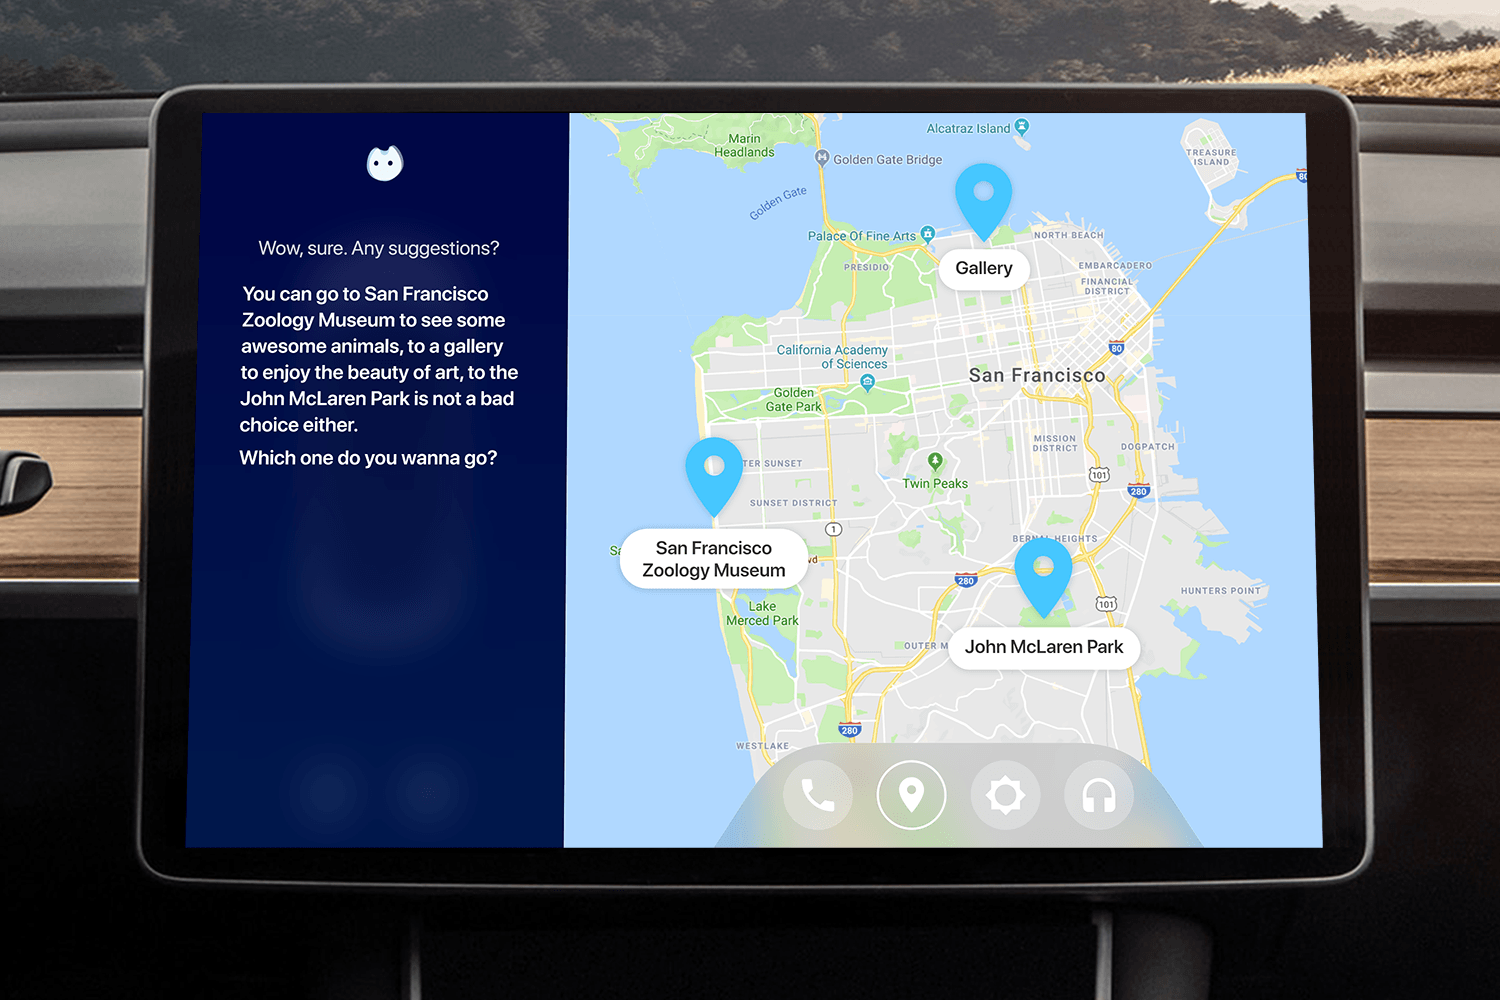 Wow, sure. Any suggestions?
You can go to San Francisco
Zoology Museum to see some
awesome animals, to a gallery
to enjoy the beauty of art, to the
John McLaren Park is not a bad
choice either.
Which one do you wanna go?
Alcatraz Island
Marin
Headlands
Golden Gate Bridge
TREASURE
ISLAND
80
Golden Gate
Palace Of Fine Arts
NORTH BEACH
PRESIDIO
Gallery
EMBARCADERO
FINANCIAL
DISTRICT
California Academy
of Sciences
80
San Francisco
Golden
Gate Park
MISSION
DISTRICT
DOGPATCH
TER SUNSET
101
Twin Peaks
280
SUNSET DISTRICT
1
BERNAL HEIGHTS
San Francisco
Zoology Museum
vd
280
HUNTERS POINT
101
Lake
Merced Park
OUTER M
John McLaren Park
280
WESTLAKE